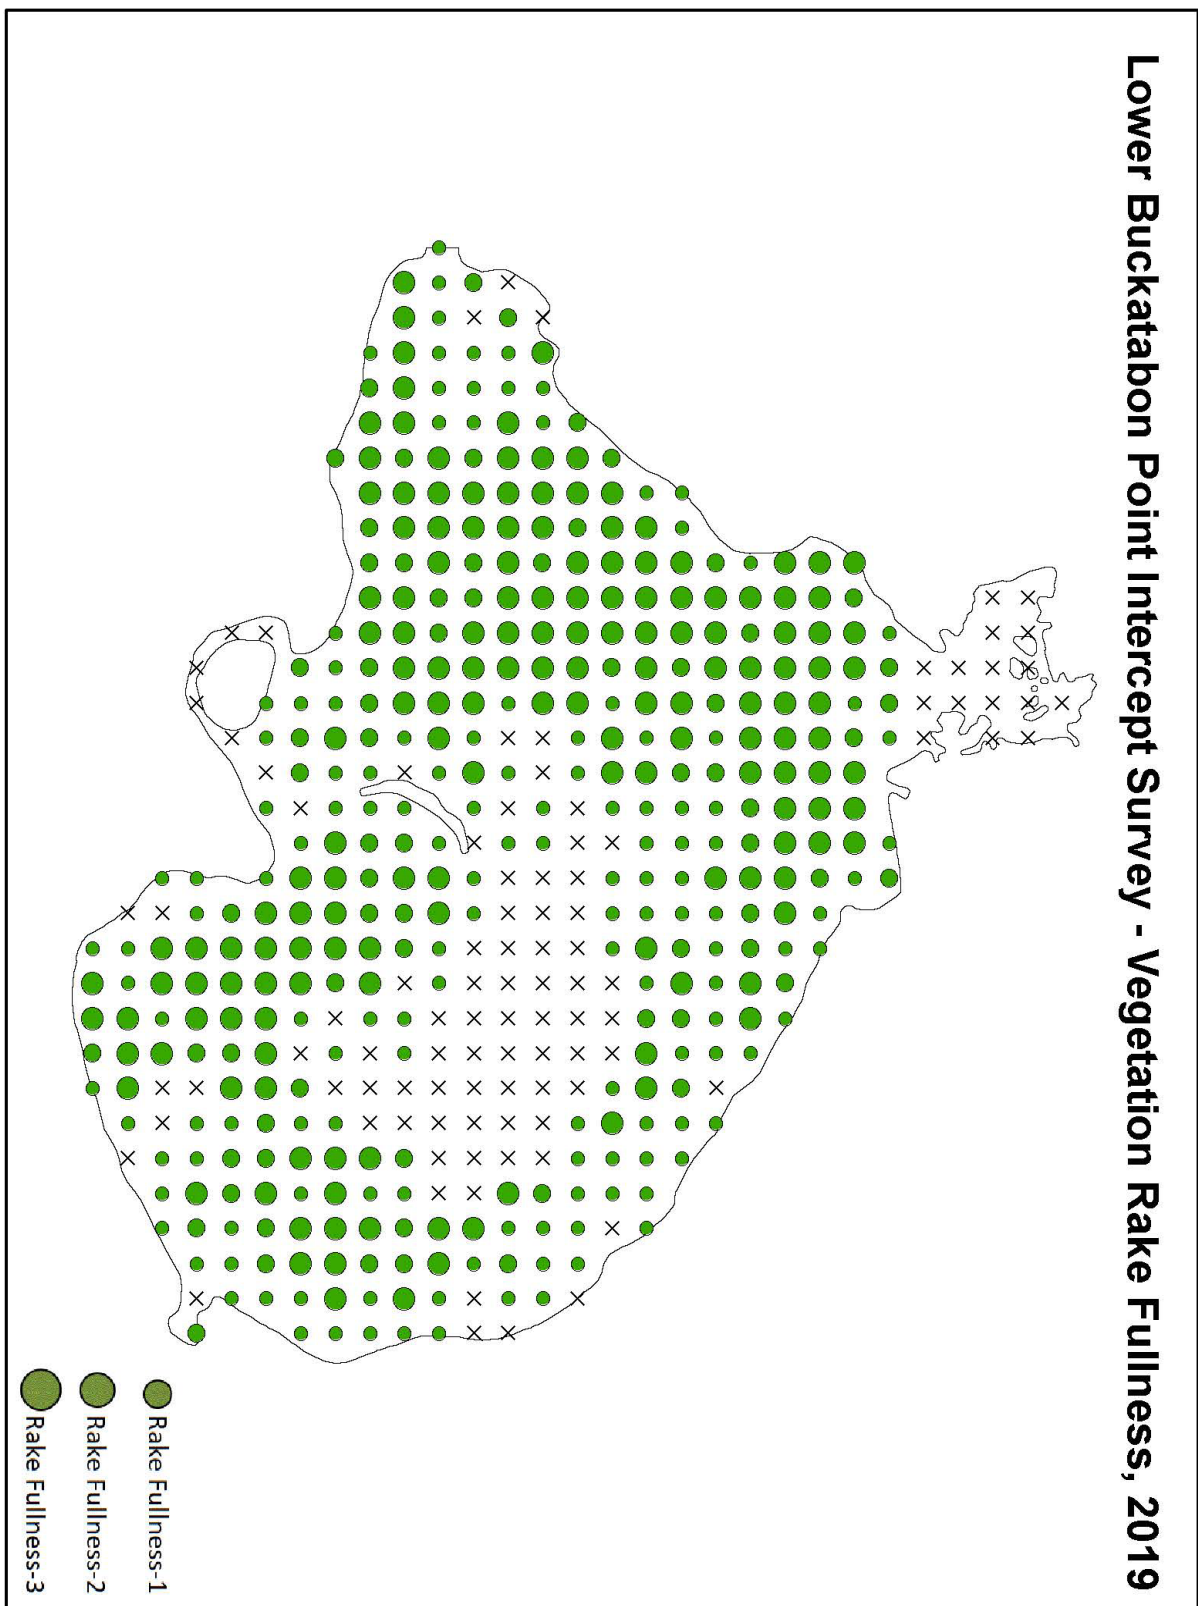 Lower Buckatabon Point Intercept Survey - Vegetation Rake Fullness, 2019
Rake Fullness-1
Rake Fullness-2
Rake Fullness-3